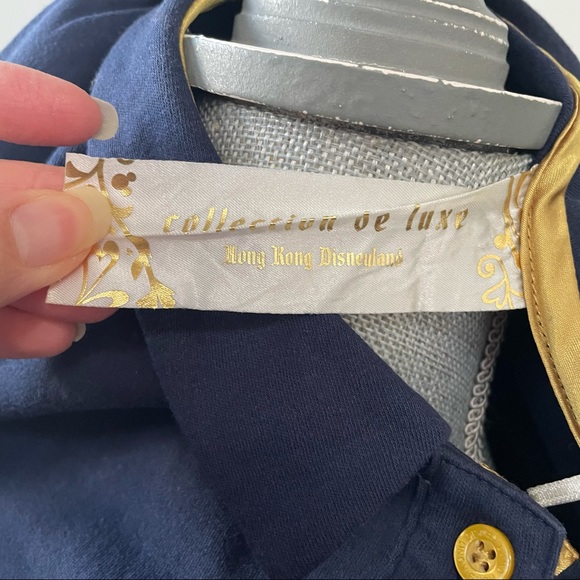 collection de luxe
Hong Kong Disneyland